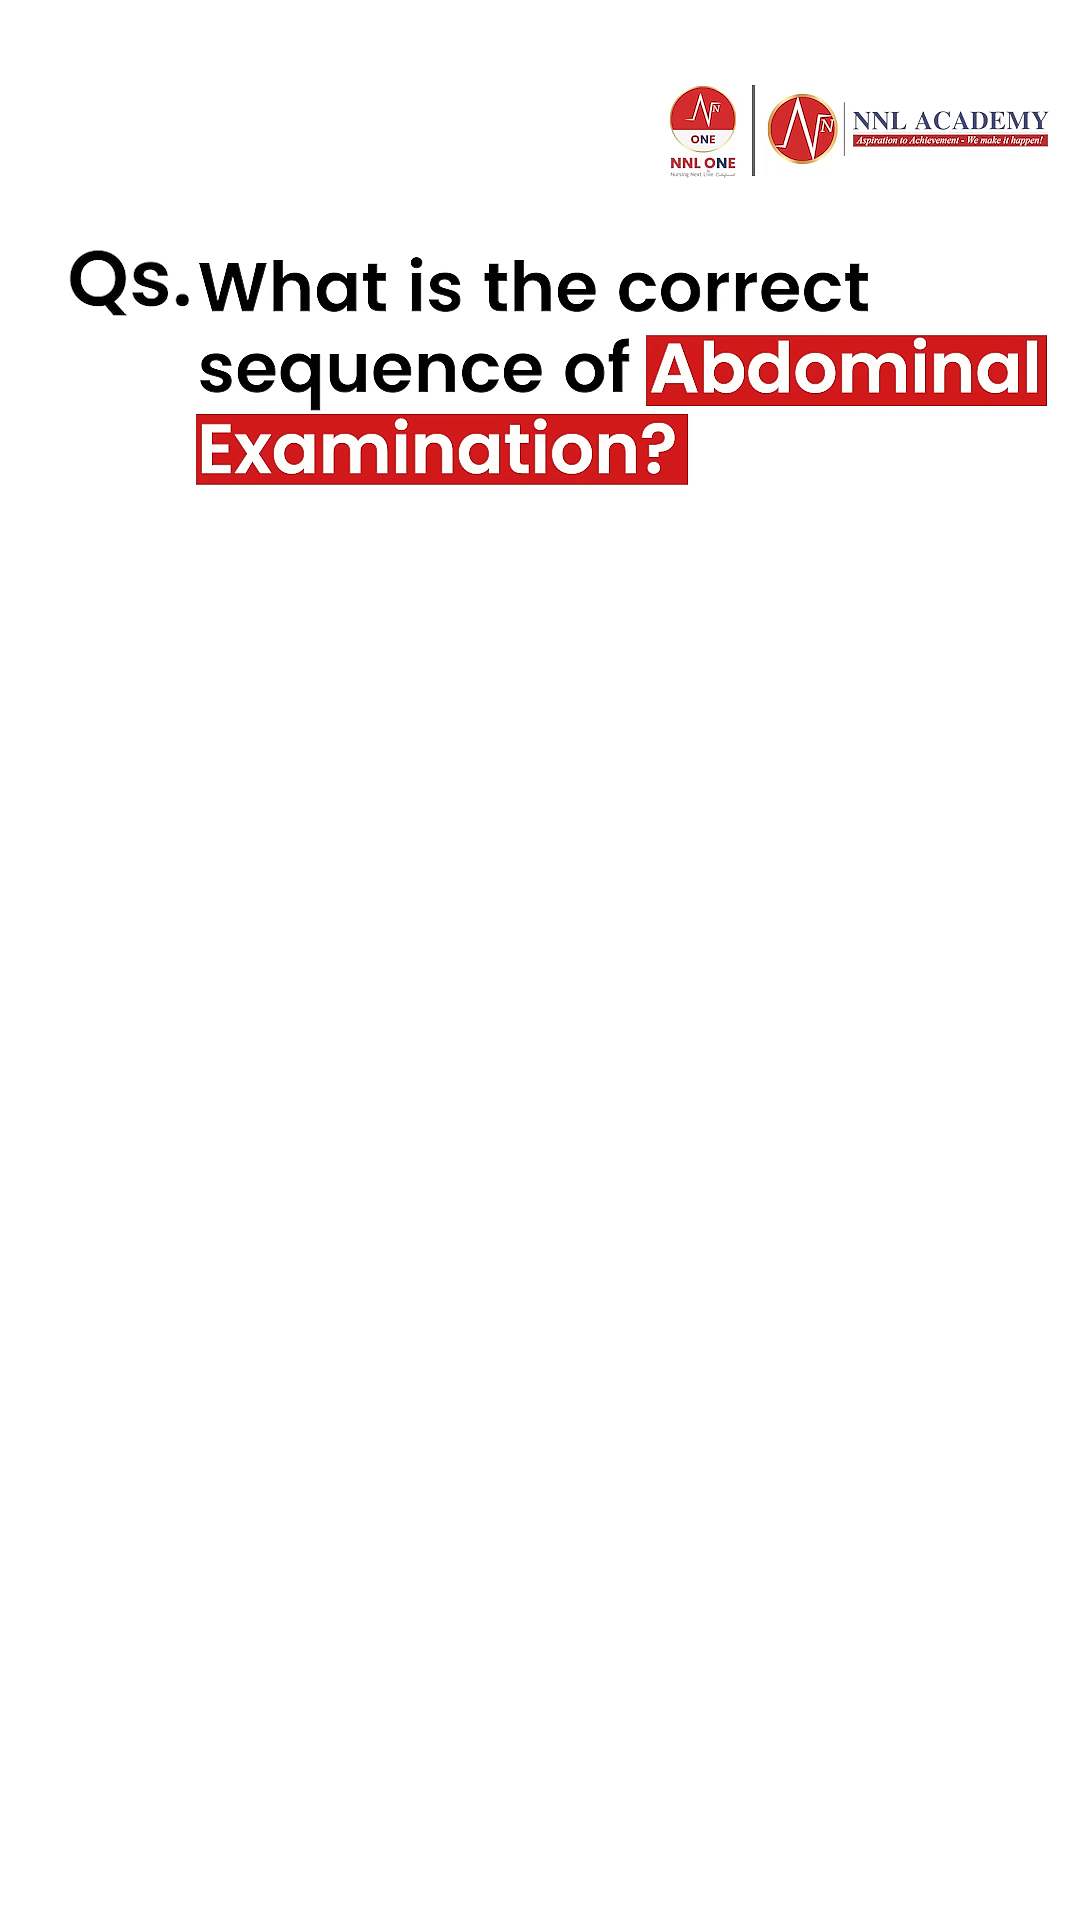 ONE
NNL ONE
NNL ACADEMY
Aspiration to Achievement - We make it happen!
Qs. What is the correct
sequence of Abdominal
Examination?